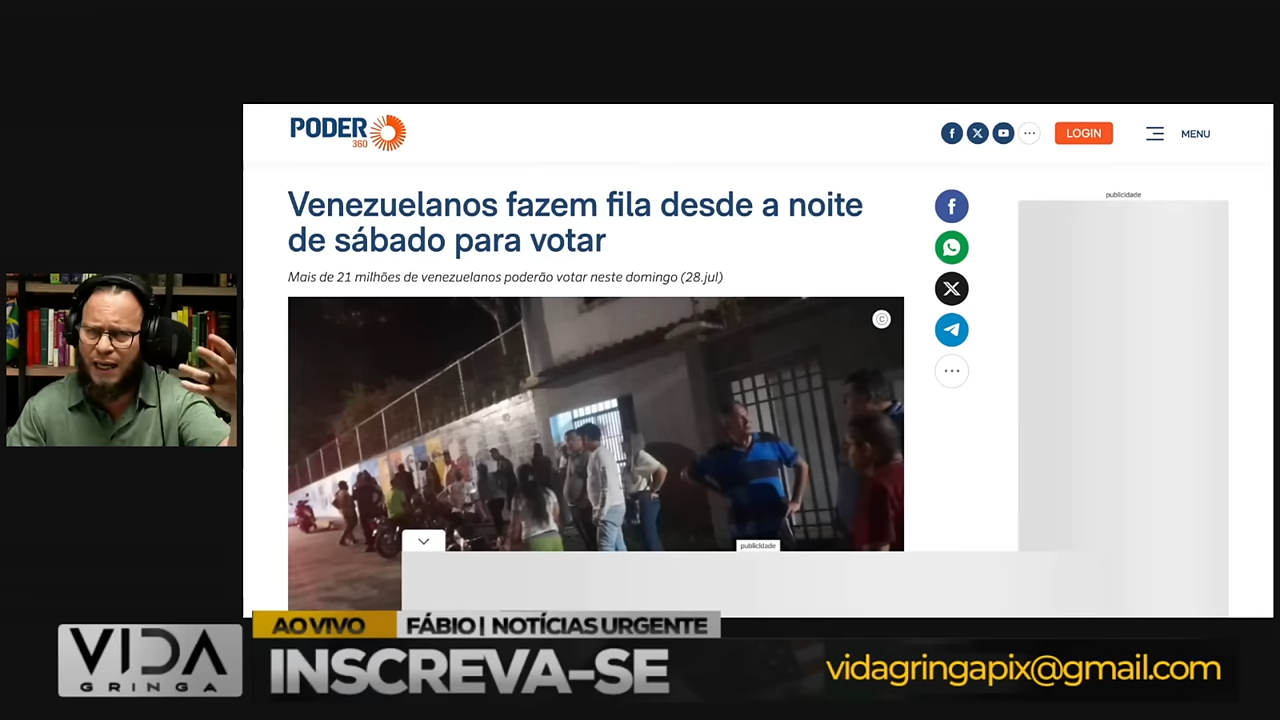 PODER
360
LOGIN
MENU
Venezuelanos fazem fila desde a noite
de sábado para votar
Mais de 21 milhões de venezuelanos poderão votar neste domingo (28.jul)
publicidade
publicidade
AO VIVO
FÁBIO | NOTÍCIAS URGENTE
VIDA
GRINGA
INSCREVA-SE
vidagringapix@gmail.com